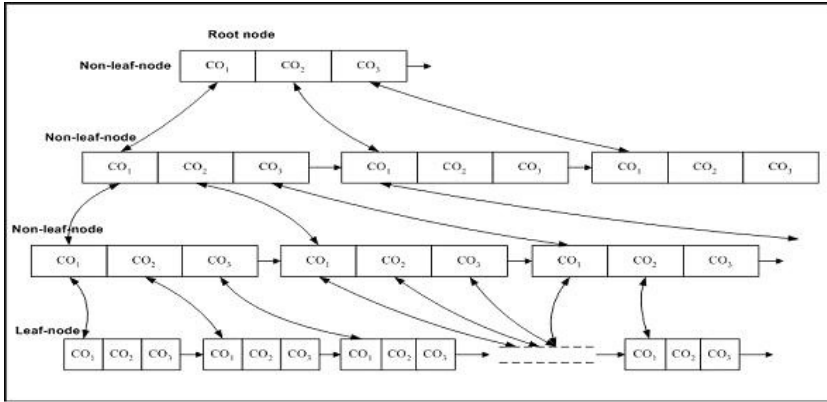 Root node
Non-leaf-node
CO1 CO2 CO3
Non-leaf-node
CO1 CO2 CO3 CO1 CO2 CO3 CO1 CO2 CO3
Non-leaf-node
CO1 CO2 CO3 CO1 CO2 CO3 CO1 CO2 CO3
Leaf-node
CO1 CO2 CO3 CO1 CO2 CO3 CO1 CO2 CO3 CO1 CO2 CO3